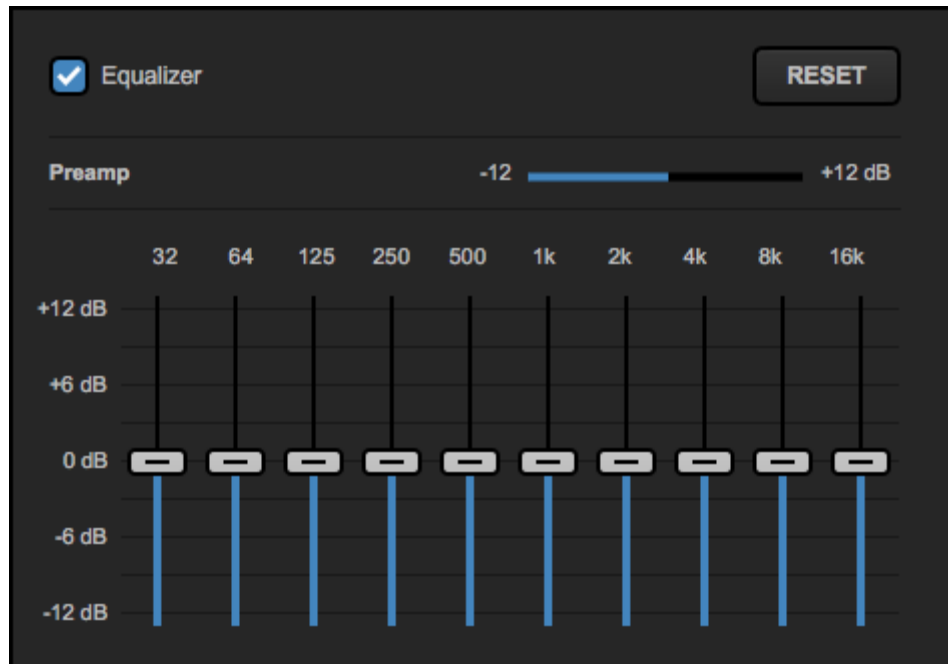 Equalizer RESET
Preamp -12 +12 dB
32 64 125 250 500 1k 2k 4k 8k 16k
+12 dB
+6 dB
0 dB
-6 dB
-12 dB